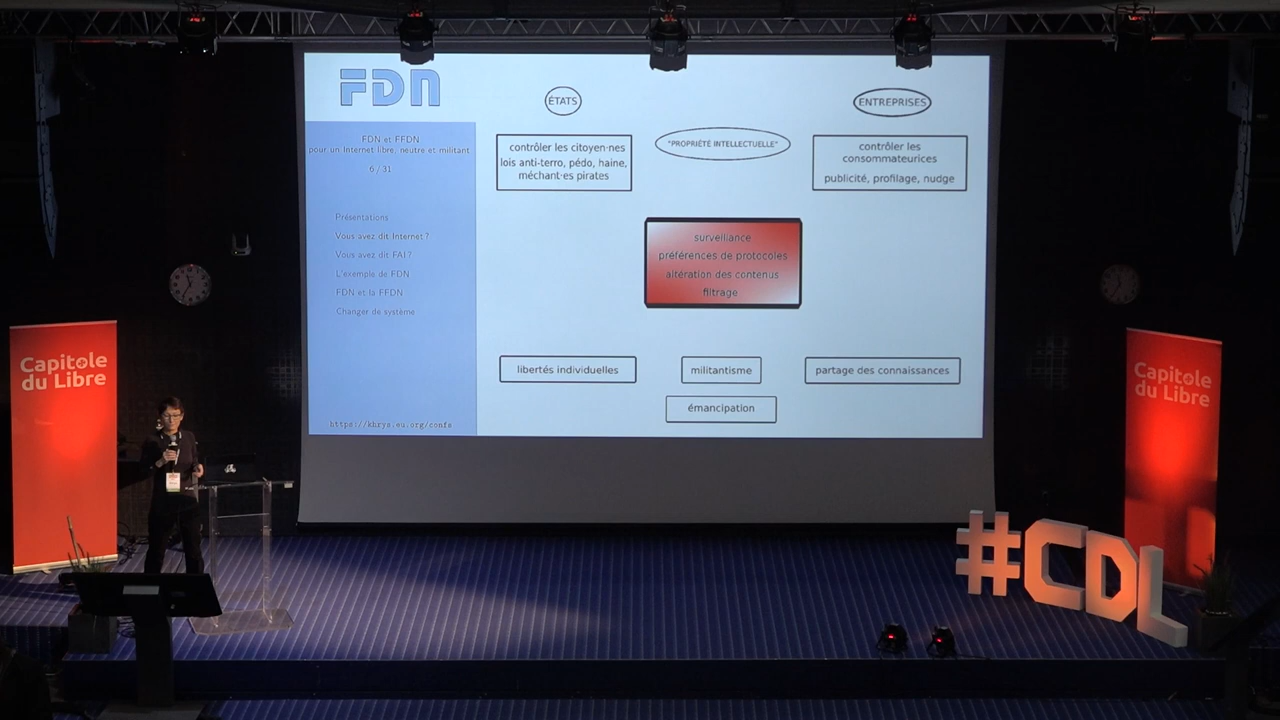 FDN
FDN et FFDN
pour un Internet libre, neutre et militant
6 / 31
Présentations
Vous avez dit Internet ?
Vous avez dit FAI ?
L'exemple de FDN
FDN et la FFDN
Changer de système
https://khrys.eu.org/confs
ÉTATS
contrôler les citoyen·nes
lois anti-terro, pédo, haine,
méchant·es pirates
"PROPRIÉTÉ INTELLECTUELLE"
ENTREPRISES
contrôler les
consommateurices
publicité, profilage, nudge
surveillance
préférences de protocoles
altération des contenus
filtrage
libertés individuelles
militantisme
partage des connaissances
émancipation
Capitole
du Libre
Capitole
du Libre
#CDL